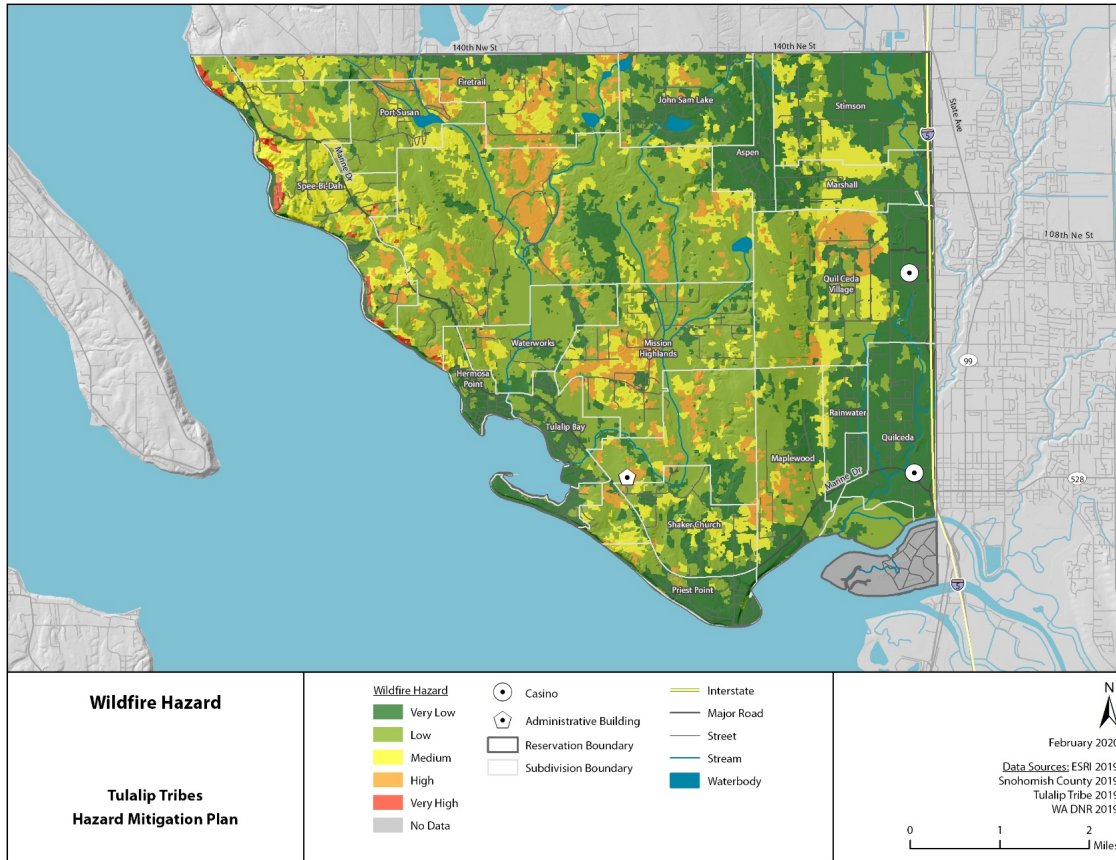 140th Nw St
140th Ne St
Firetrail
Port Susan
John Sam Lake
Stimson
State Ave
5
Aspen
Marine Dr
Spee-Bi-Dah
Marshall
108th Ne St
Quil Ceda
Village
Waterworks
Mission
Highlands
99
Hermosa
Point
Rainwater
Tulalip Bay
Quilceda
Maplewood
Marine Dr
528
Shaker Church
Priest Point
5
Wildfire Hazard
Tulalip Tribes
Hazard Mitigation Plan
Wildfire Hazard
Very Low
Low
Medium
High
Very High
No Data
Casino
Administrative Building
Reservation Boundary
Subdivision Boundary
Interstate
Major Road
Street
Stream
Waterbody
N
February 2020
Data Sources: ESRI 2019
Snohomish County 2019
Tulalip Tribe 2019
WA DNR 2019
0 1 2
Miles